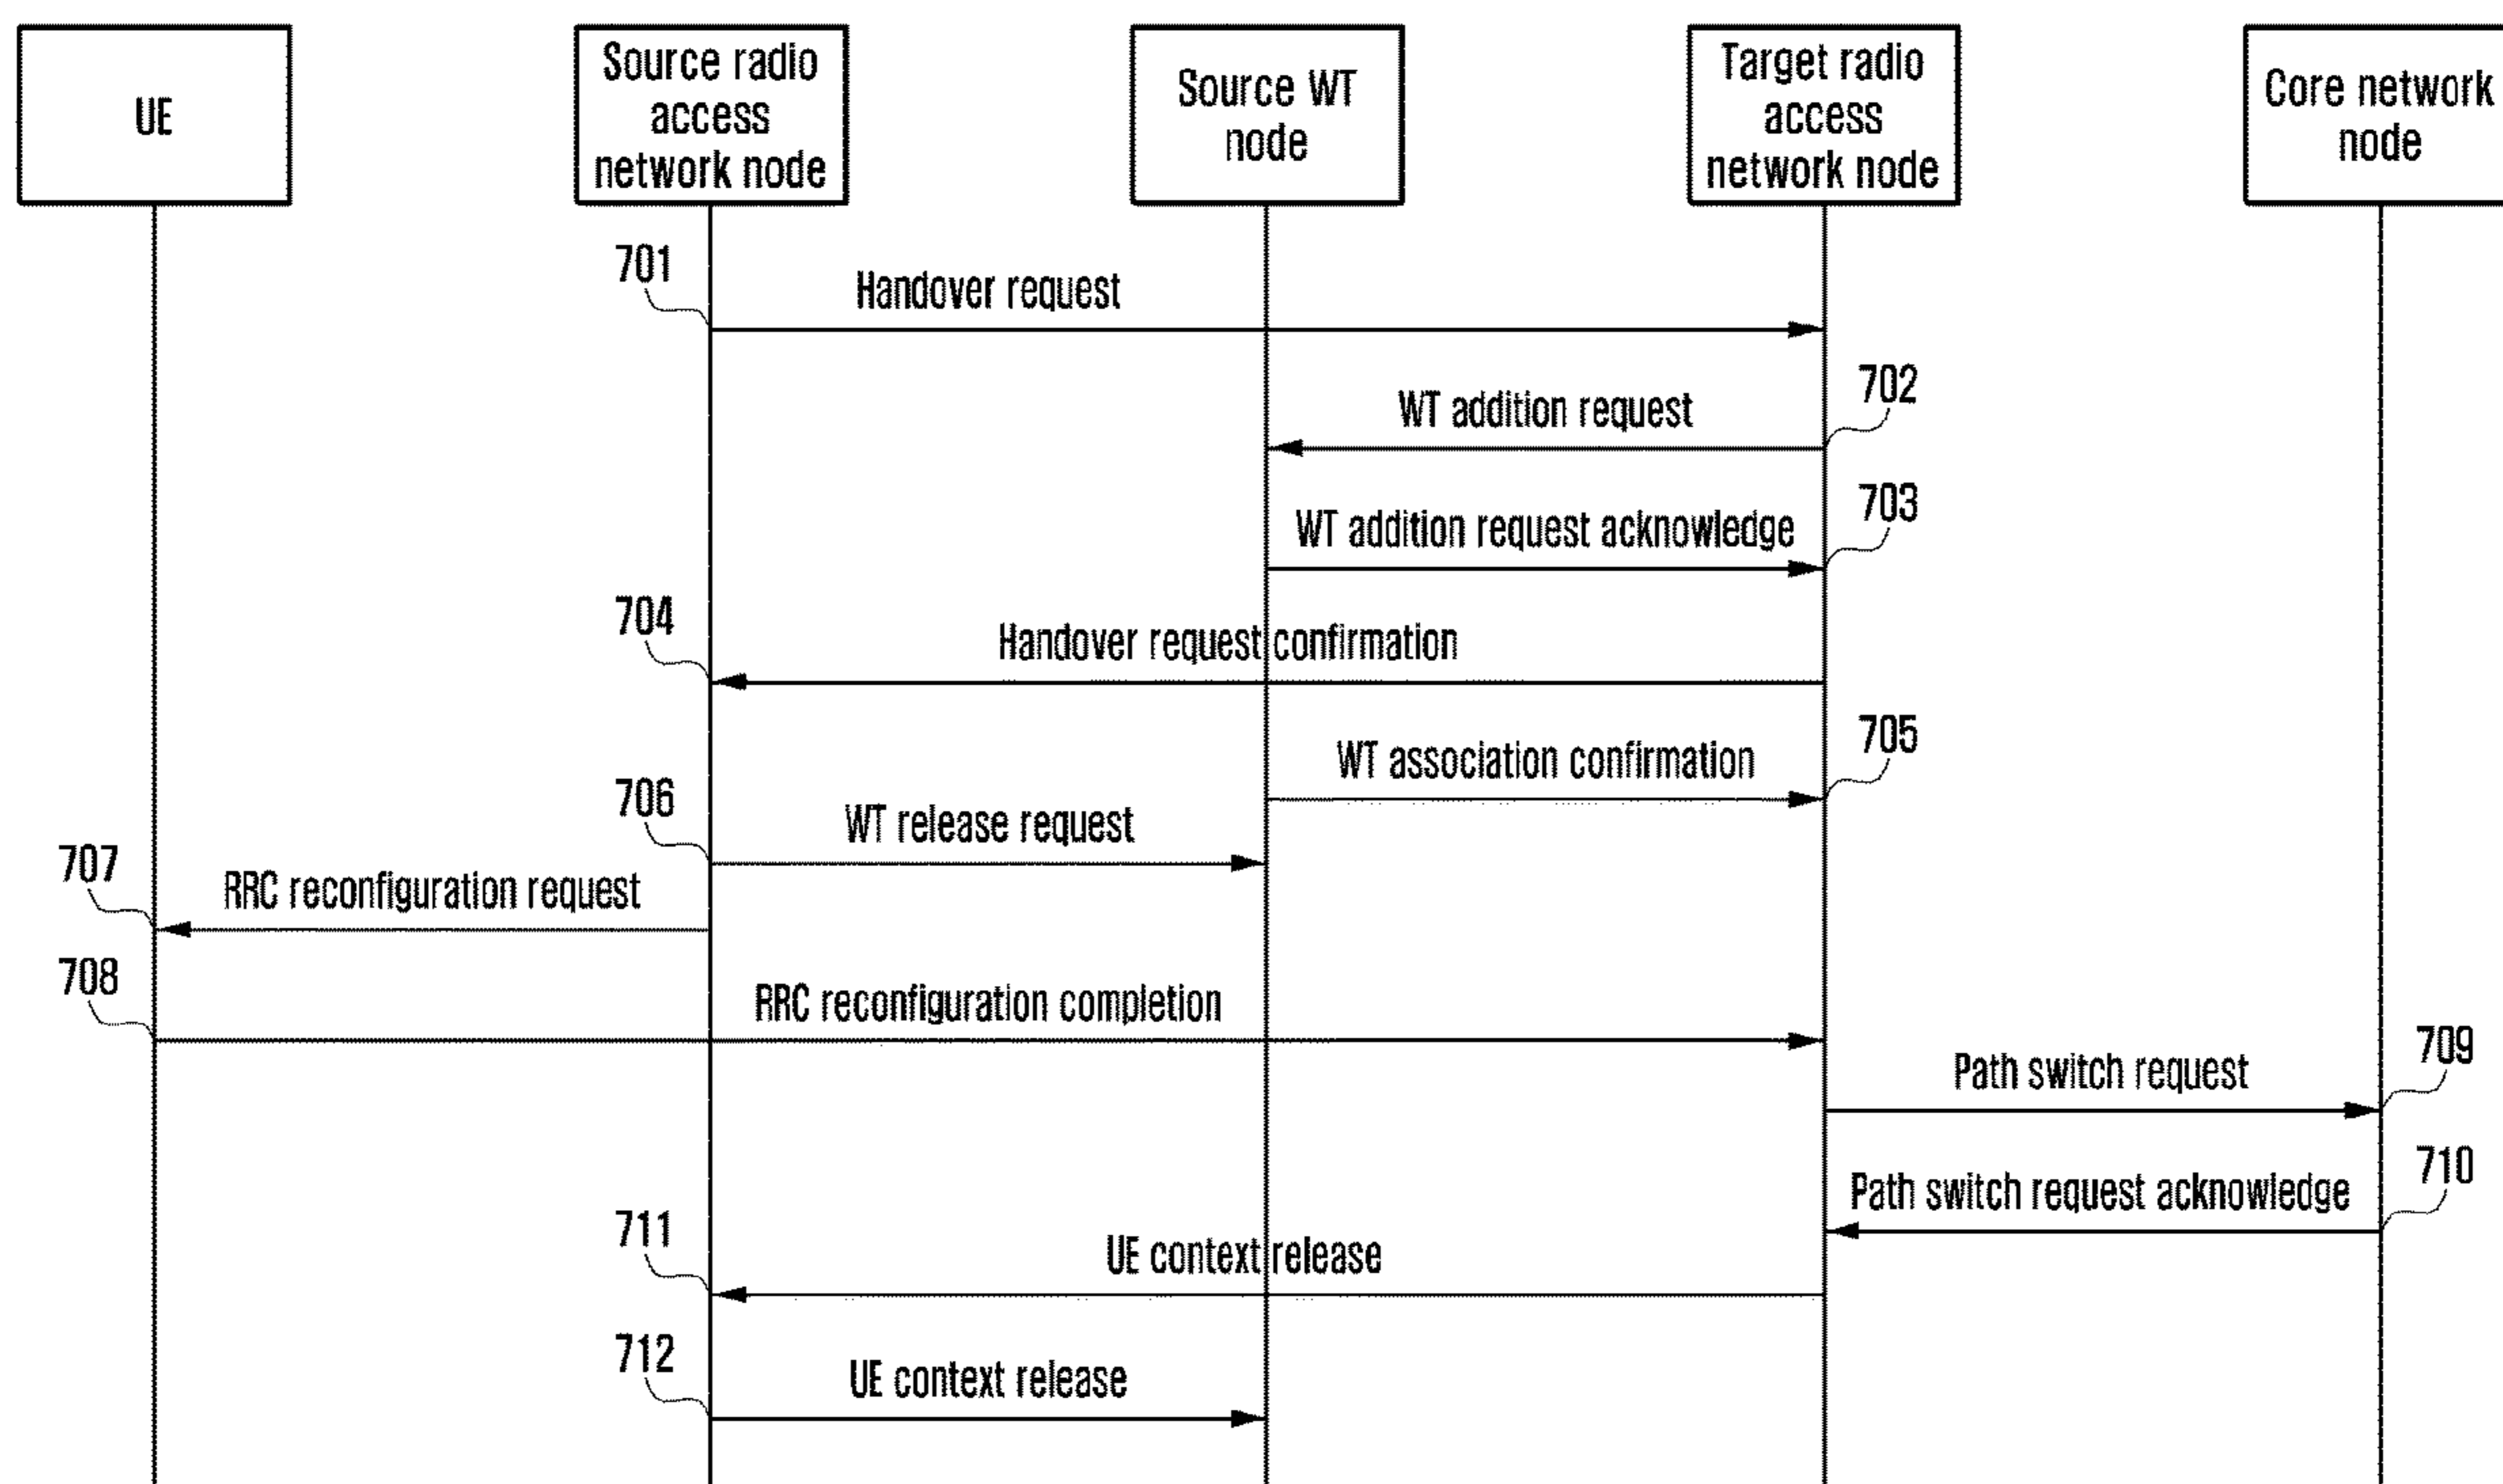 UE
Source radio
access
network node
Source WT
node
Target radio
access
network node
Core network
node
701
Handover request
702
WT addition request
703
WT addition request acknowledge
704
Handover request confirmation
705
WT association confirmation
706
WT release request
707
RRC reconfiguration request
708
RRC reconfiguration completion
709
Path switch request
710
Path switch request acknowledge
711
UE context release
712
UE context release